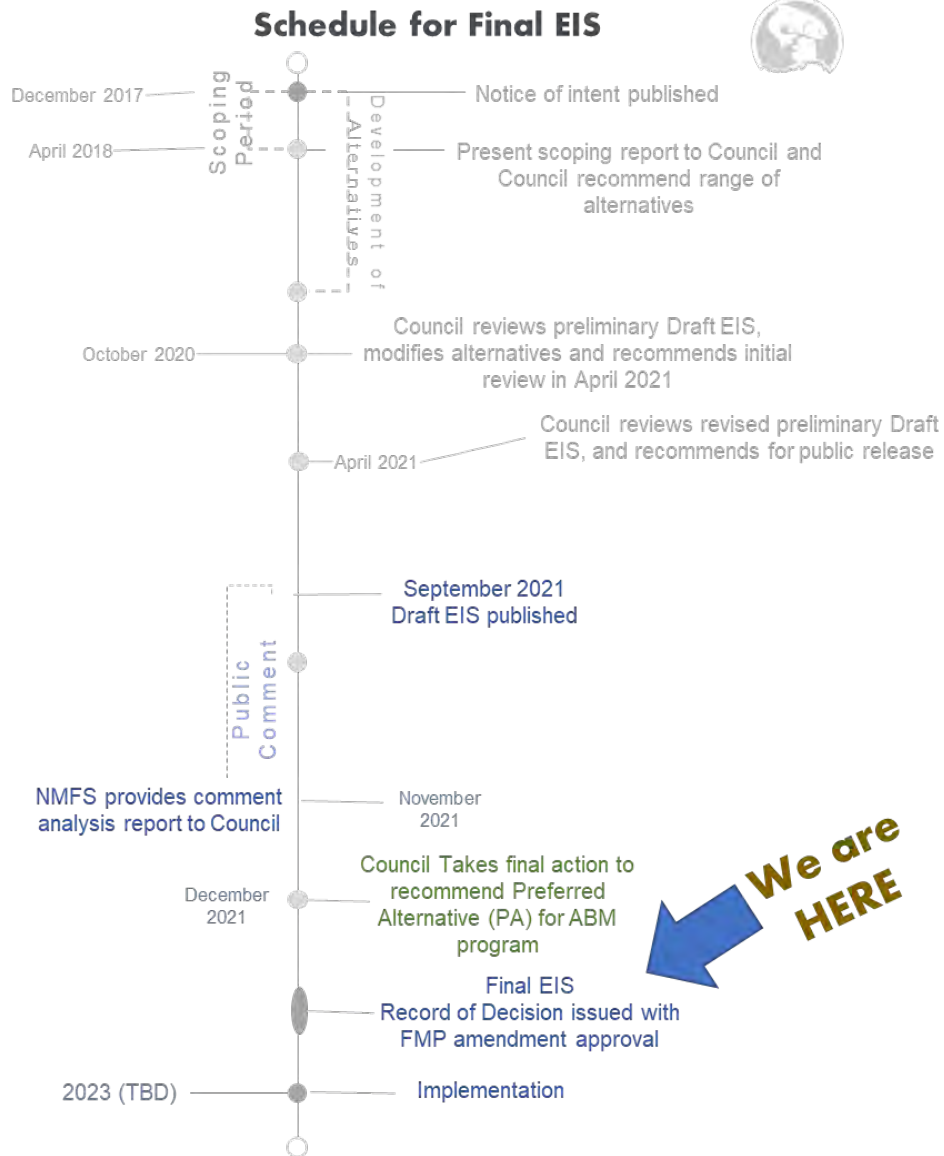 Schedule for Final EIS
December 2017
Notice of intent published
Scoping
Period
Development of
Alternatives
April 2018
Present scoping report to Council and
Council recommend range of
alternatives
October 2020
Council reviews preliminary Draft EIS,
modifies alternatives and recommends initial
review in April 2021
April 2021
Council reviews revised preliminary Draft
EIS, and recommends for public release
September 2021
Draft EIS published
Public
Comment
NMFS provides comment
analysis report to Council
November
2021
December
2021
Council Takes final action to
recommend Preferred
Alternative (PA) for ABM
program
We are
HERE
Final EIS
Record of Decision issued with
FMP amendment approval
2023 (TBD)
Implementation